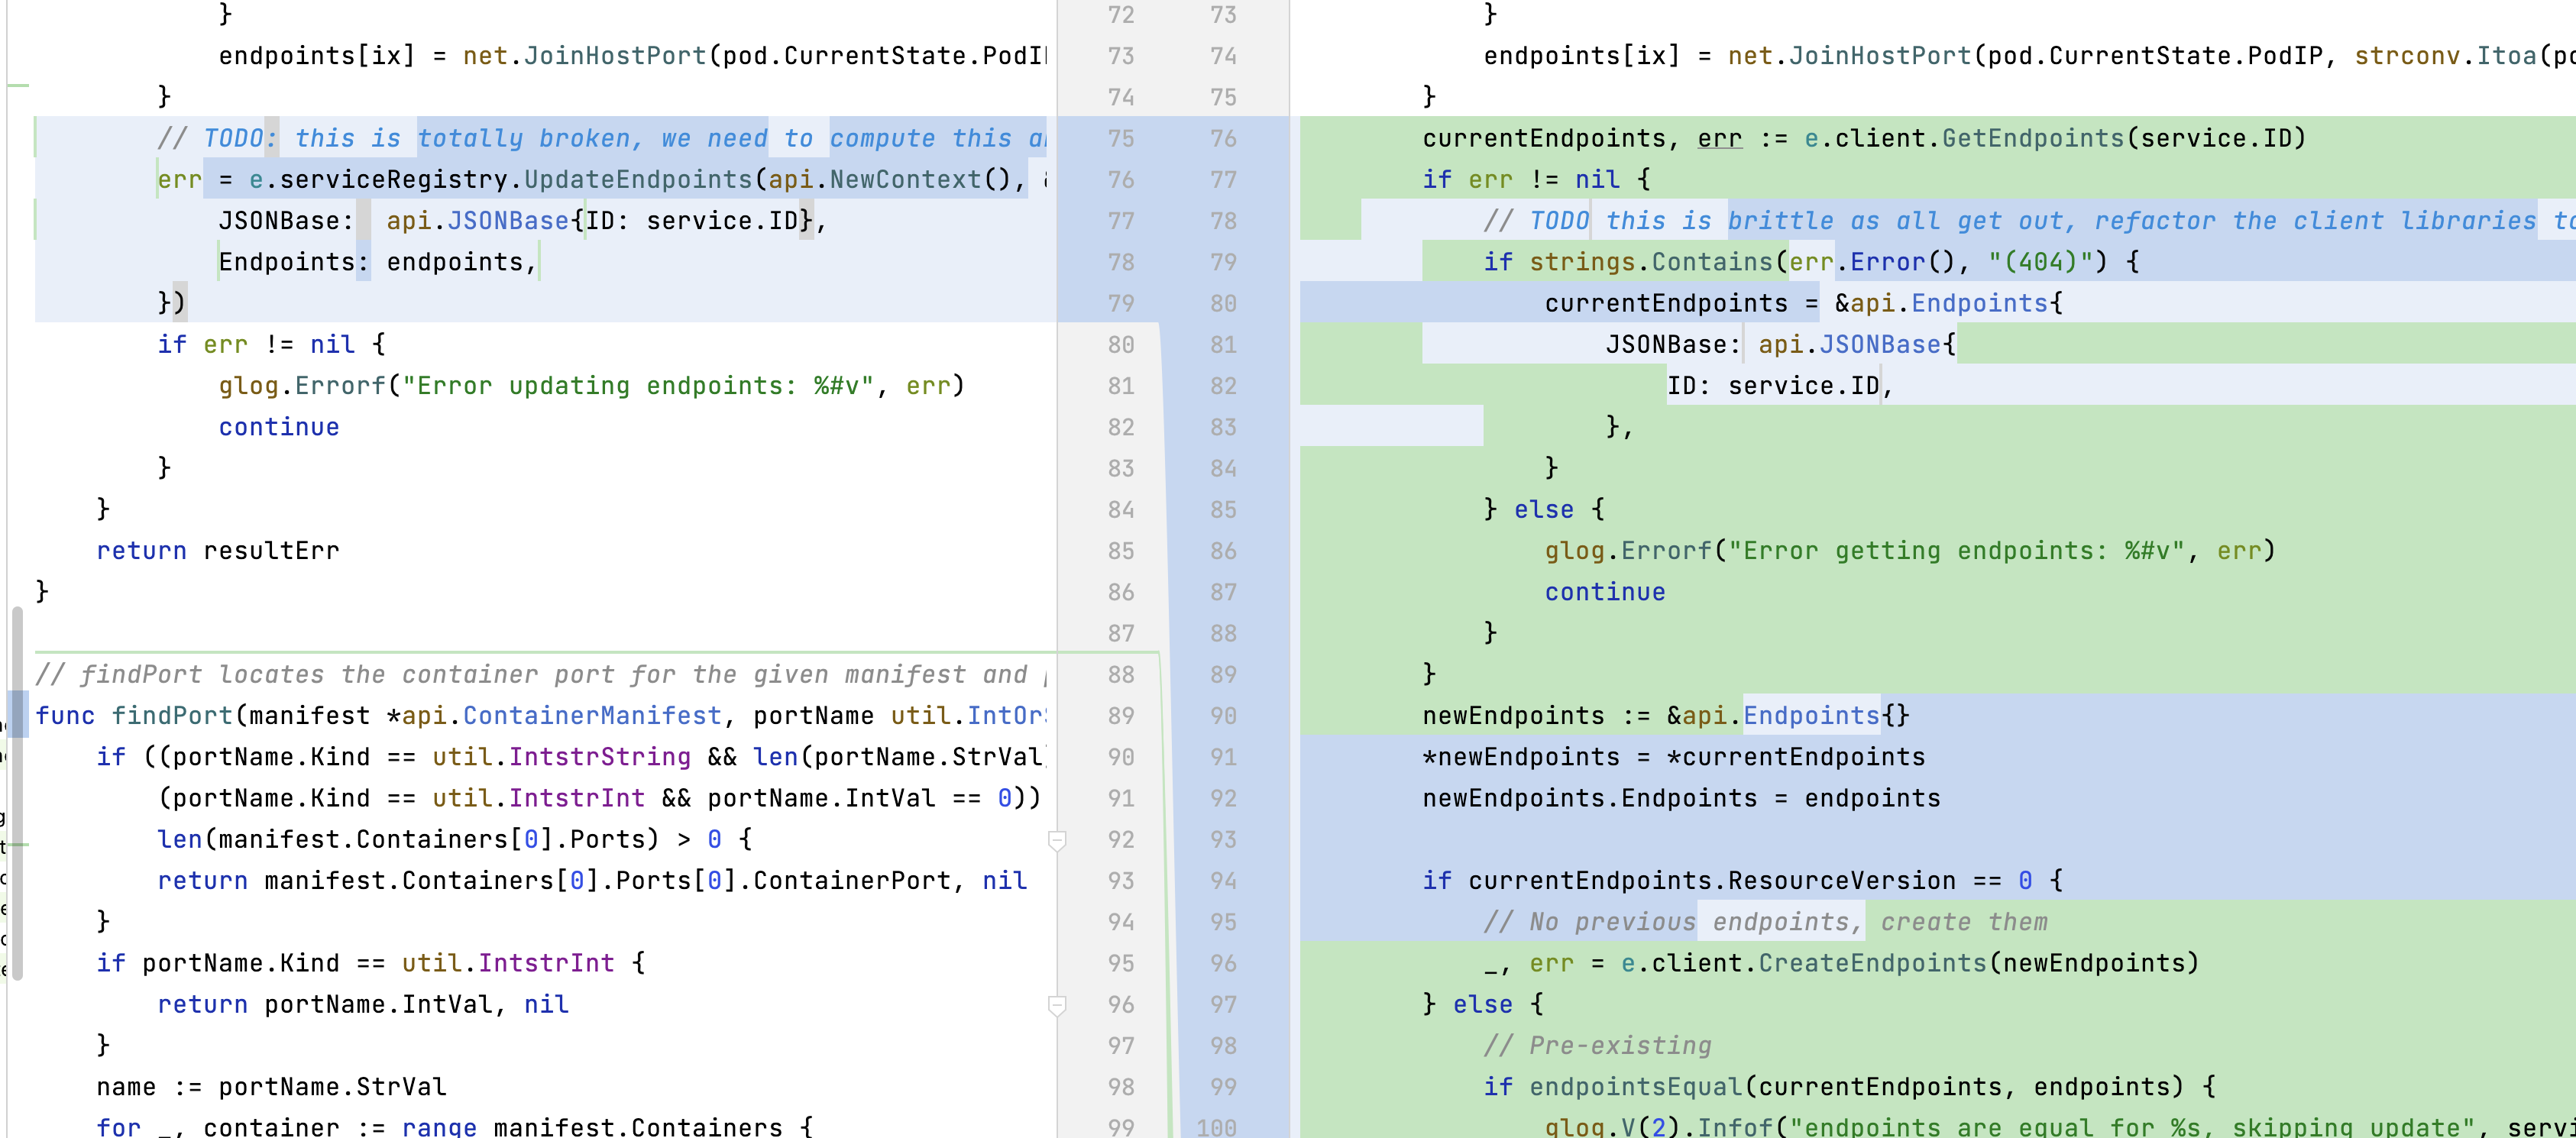 }
endpoints[ix] = net.JoinHostPort(pod.CurrentState.PodI
}
// TODO: this is totally broken, we need to compute this a
err = e.serviceRegistry.UpdateEndpoints(api.NewContext(), &
JSONBase: api.JSONBase{ID: service.ID},
Endpoints: endpoints,
})
if err != nil {
glog.Errorf("Error updating endpoints: %#v", err)
continue
}
}
return resultErr
}
// findPort locates the container port for the given manifest and
func findPort(manifest *api.ContainerManifest, portName util.IntOr
if ((portName.Kind == util.IntstrString && len(portName.StrVal
(portName.Kind == util.IntstrInt && portName.IntVal == 0))
len(manifest.Containers[0].Ports) > 0 {
return manifest.Containers[0].Ports[0].ContainerPort, nil
}
if portName.Kind == util.IntstrInt {
return portName.IntVal, nil
}
name := portName.StrVal
for _, container := range manifest.Containers {
72 73
73 74
74 75
75 76
76 77
77 78
78 79
79 80
80 81
81 82
82 83
83 84
84 85
85 86
86 87
87 88
88 89
89 90
90 91
91 92
92 93
93 94
94 95
95 96
96 97
97 98
98 99
99 100
}
endpoints[ix] = net.JoinHostPort(pod.CurrentState.PodIP, strconv.Itoa(po
}
currentEndpoints, err := e.client.GetEndpoints(service.ID)
if err != nil {
// TODO this is brittle as all get out, refactor the client libraries to
if strings.Contains(err.Error(), "(404)") {
currentEndpoints = &api.Endpoints{
JSONBase: api.JSONBase{
ID: service.ID,
},
}
} else {
glog.Errorf("Error getting endpoints: %#v", err)
continue
}
}
newEndpoints := &api.Endpoints{}
*newEndpoints = *currentEndpoints
newEndpoints.Endpoints = endpoints
if currentEndpoints.ResourceVersion == 0 {
// No previous endpoints, create them
_, err = e.client.CreateEndpoints(newEndpoints)
} else {
// Pre-existing
if endpointsEqual(currentEndpoints, endpoints) {
glog.V(2).Infof("endpoints are equal for %s, skipping update", servi